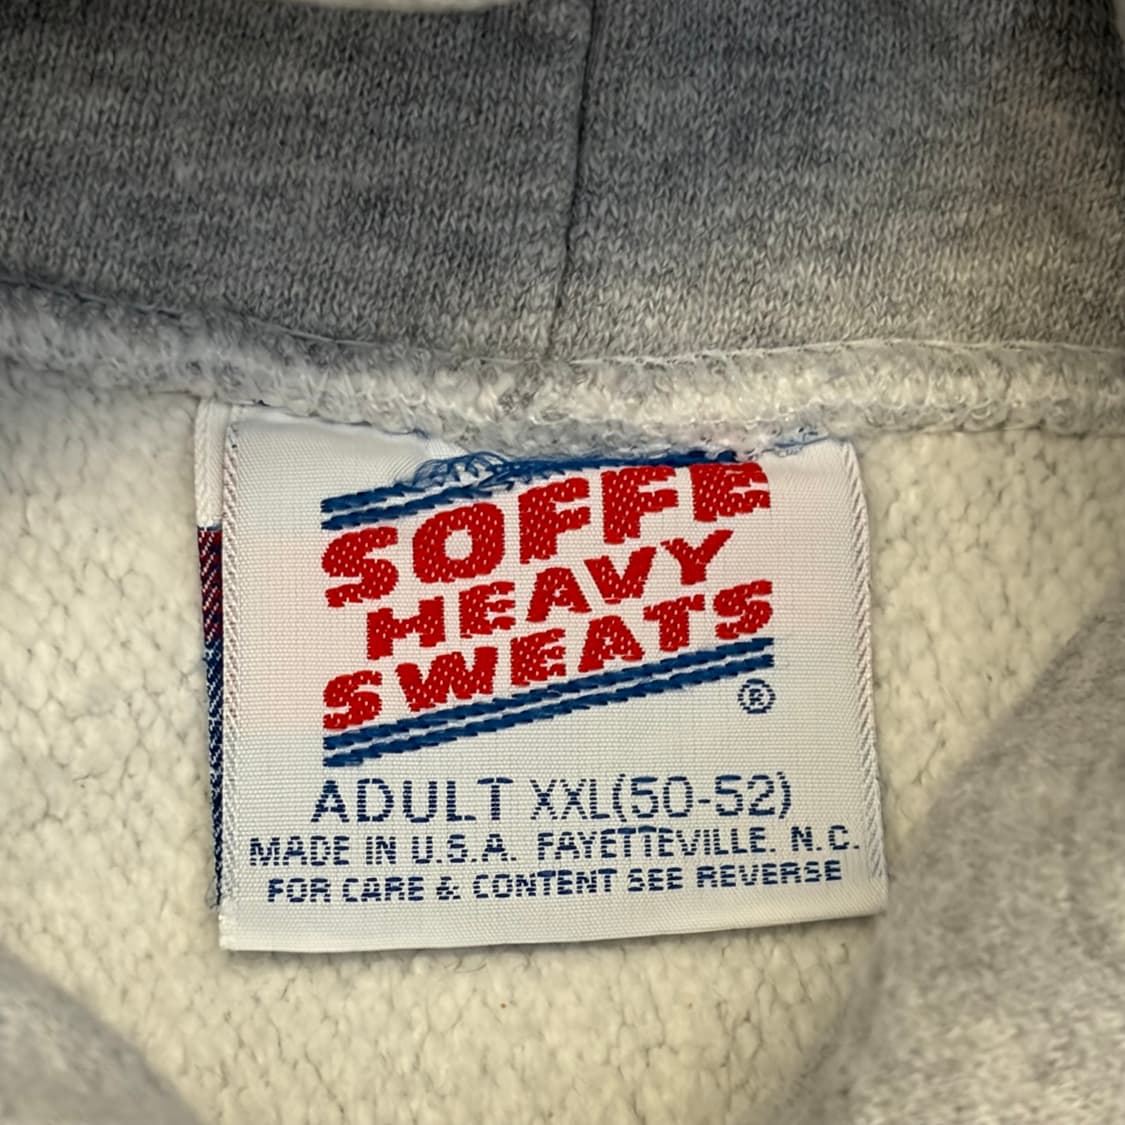 SOFFE
HEAVY
SWEATS
®
ADULT XXL(50-52)
MADE IN U.S.A. FAYETTEVILLE. N.C.
FOR CARE & CONTENT SEE REVERSE